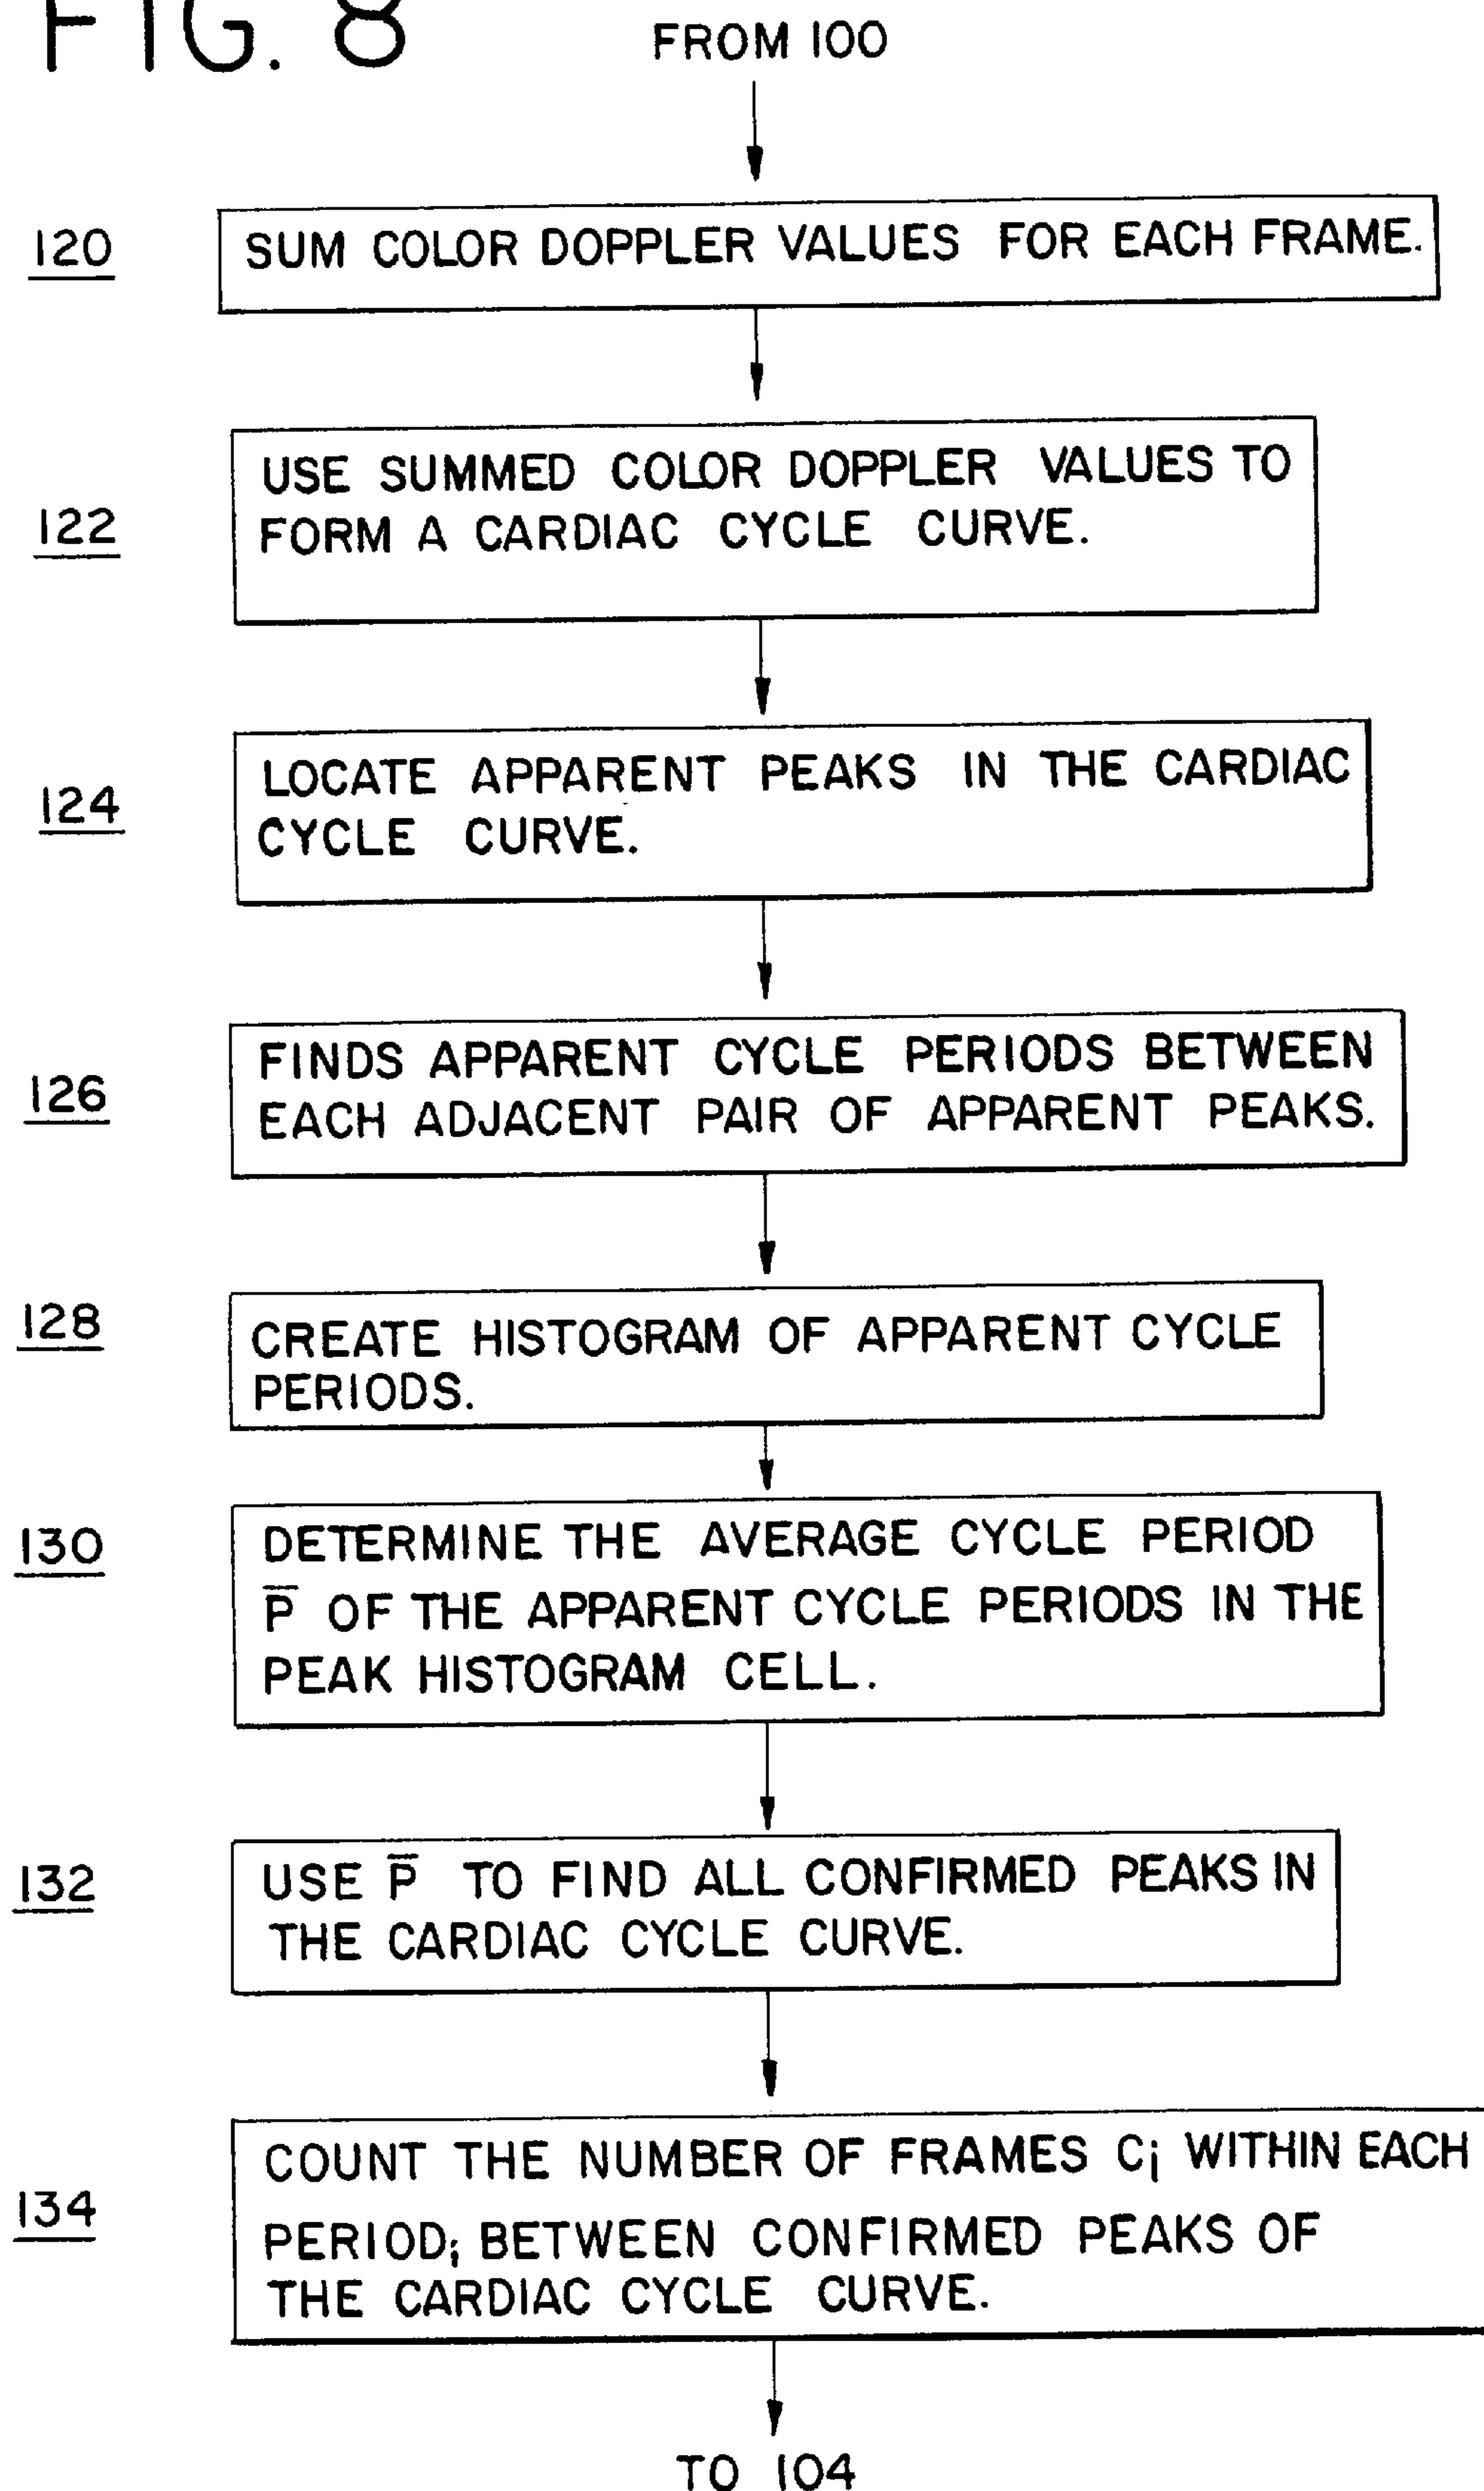 FIG. 8
FROM 100
120
SUM COLOR DOPPLER VALUES FOR EACH FRAME.
122
USE SUMMED COLOR DOPPLER VALUES TO
FORM A CARDIAC CYCLE CURVE.
124
LOCATE APPARENT PEAKS IN THE CARDIAC
CYCLE CURVE.
126
FINDS APPARENT CYCLE PERIODS BETWEEN
EACH ADJACENT PAIR OF APPARENT PEAKS.
128
CREATE HISTOGRAM OF APPARENT CYCLE
PERIODS.
130
DETERMINE THE AVERAGE CYCLE PERIOD
P̅ OF THE APPARENT CYCLE PERIODS IN THE
PEAK HISTOGRAM CELL.
132
USE P̅ TO FIND ALL CONFIRMED PEAKS IN
THE CARDIAC CYCLE CURVE.
134
COUNT THE NUMBER OF FRAMES Cᵢ WITHIN EACH
PERIODᵢ BETWEEN CONFIRMED PEAKS OF
THE CARDIAC CYCLE CURVE.
TO 104